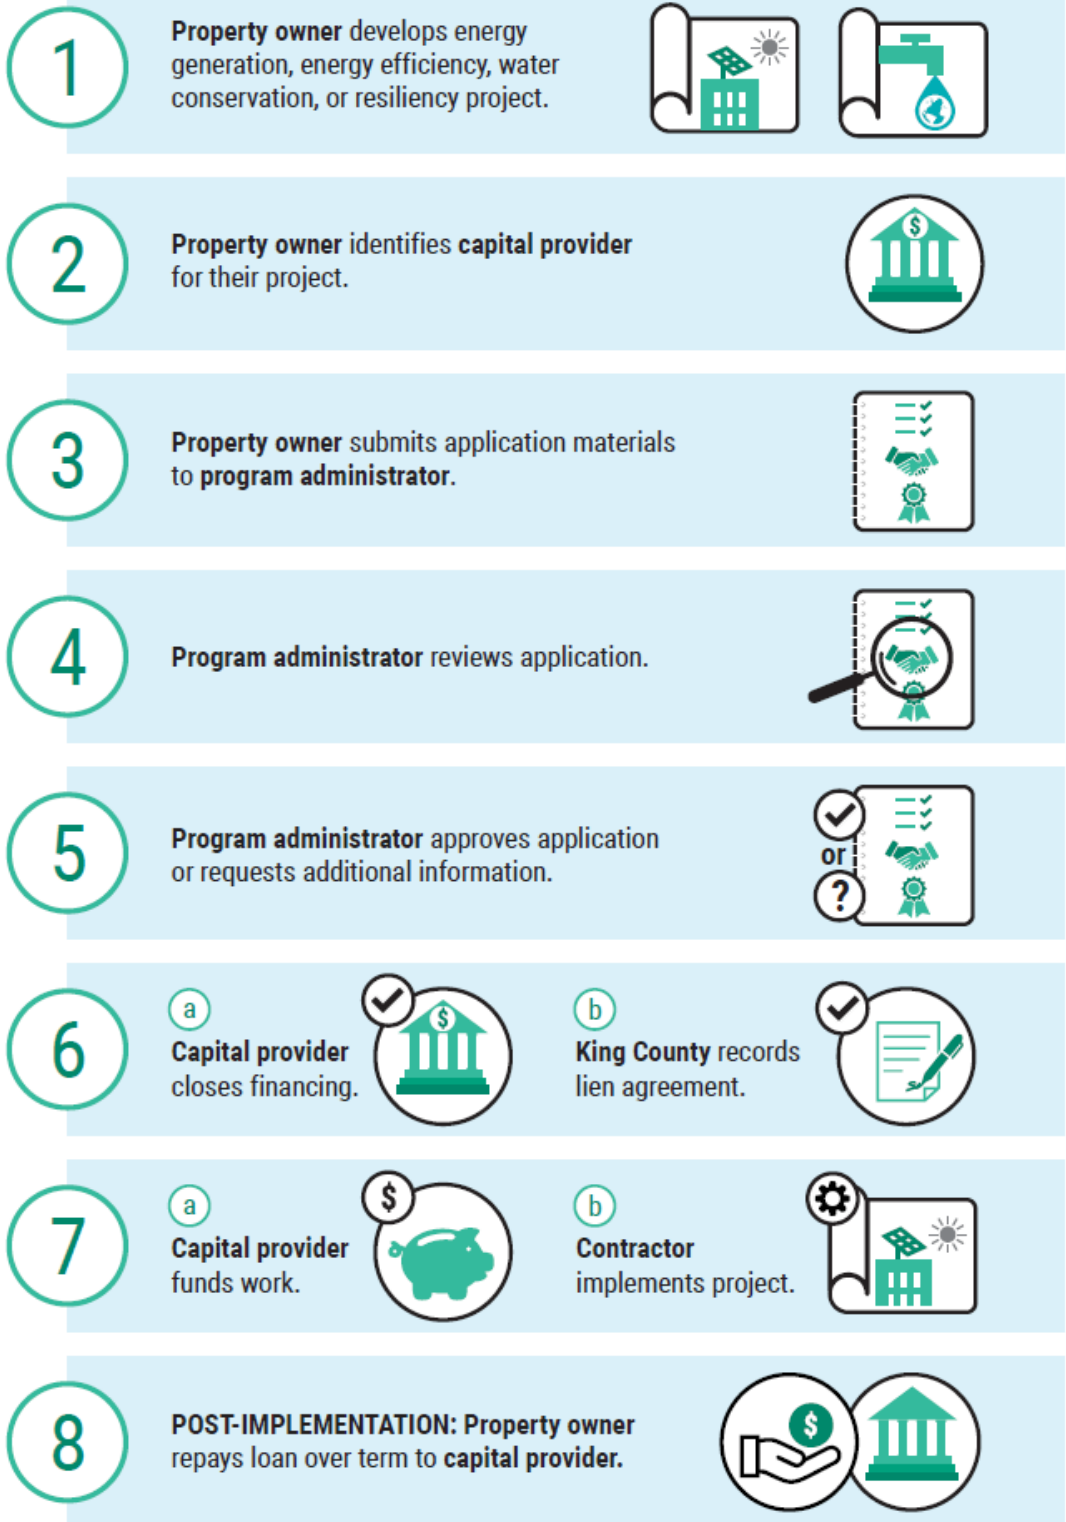 1
Property owner develops energy
generation, energy efficiency, water
conservation, or resiliency project.
2
$
Property owner identifies capital provider
for their project.
3
Property owner submits application materials
to program administrator.
4
Program administrator reviews application.
5
Program administrator approves application
or requests additional information.
or
?
6
a
Capital provider
closes financing.
$
b
King County records
lien agreement.
7
a
Capital provider
funds work.
$
b
Contractor
implements project.
8
POST-IMPLEMENTATION: Property owner
repays loan over term to capital provider.
$